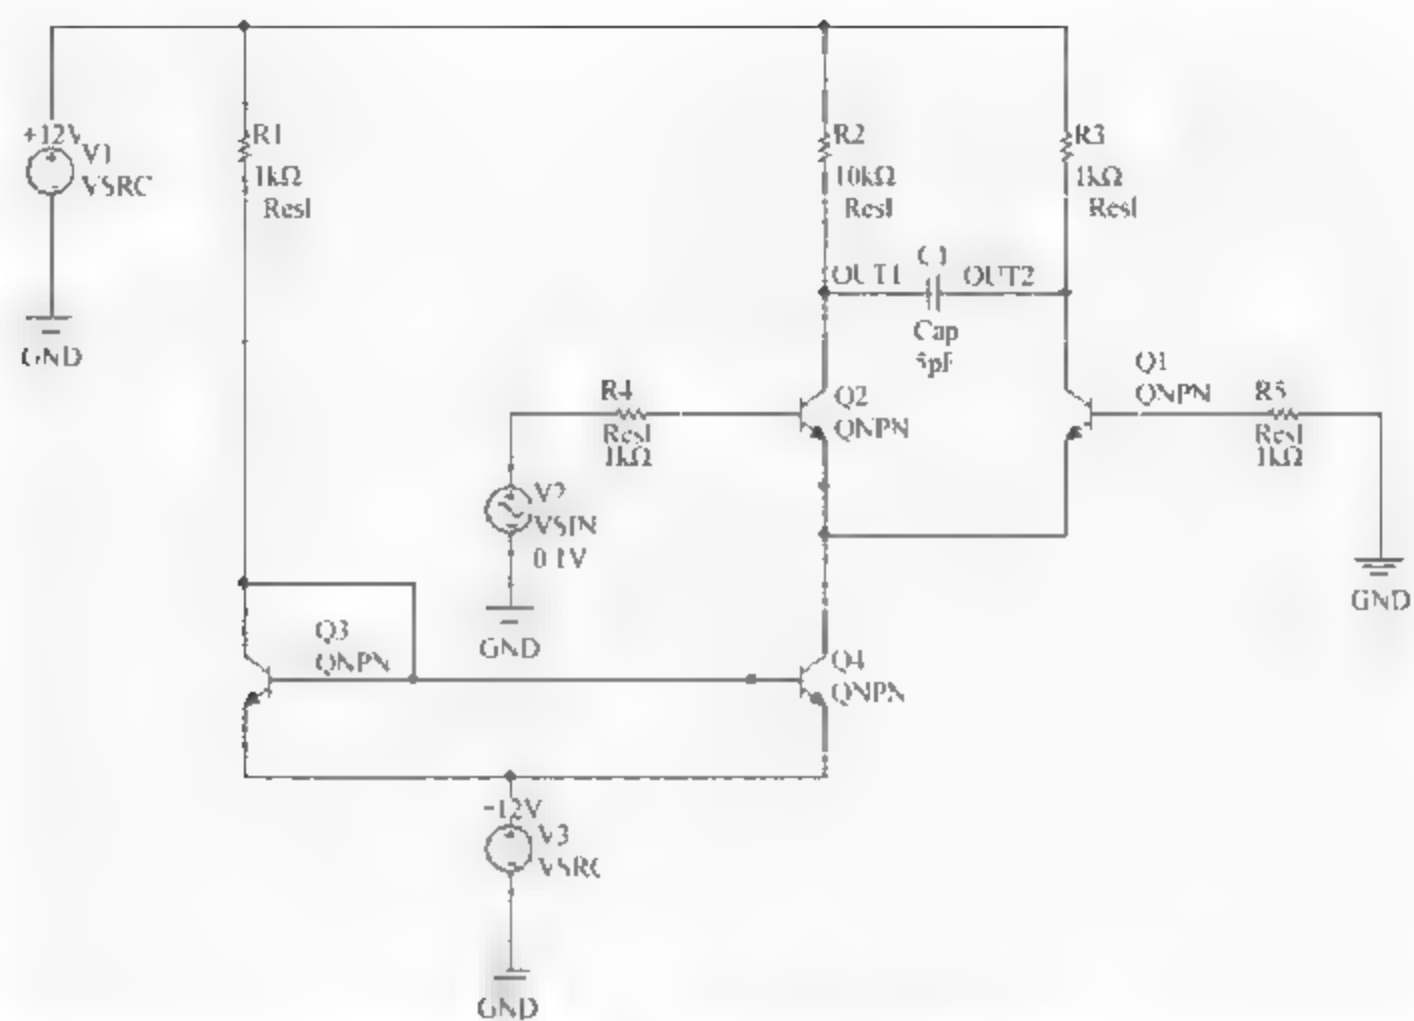 +12V
V1
VSRC
GND
R1
1kΩ
Res1
R2
10kΩ
Res1
R3
1kΩ
Res1
C1
OUT1
OUT2
Cap
5pF
R4
Res1
1kΩ
Q2
QNPN
Q1
QNPN
R5
Res1
1kΩ
V2
VSIN
0.1V
GND
GND
Q3
QNPN
Q4
QNPN
-12V
V3
VSRC
GND